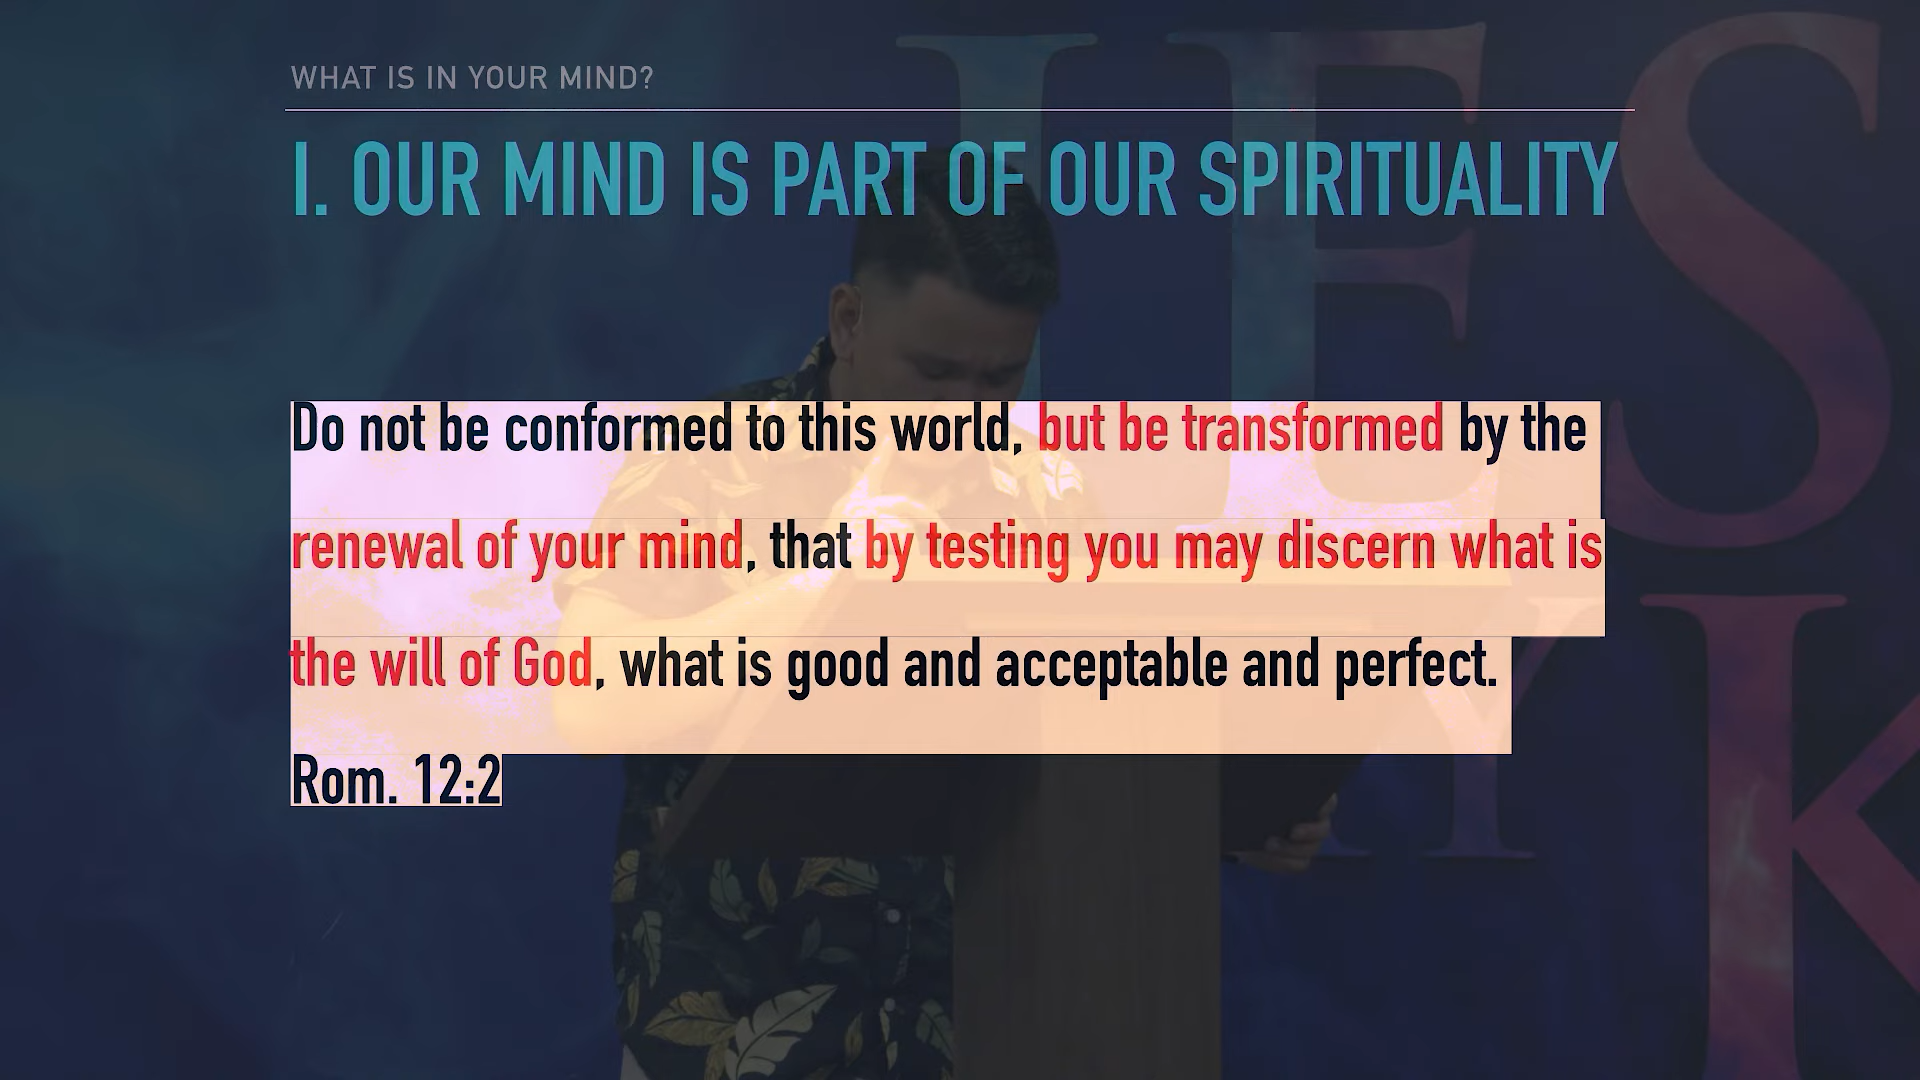 WHAT IS IN YOUR MIND?
I. OUR MIND IS PART OF OUR SPIRITUALITY
Do not be conformed to this world, but be transformed by the
renewal of your mind, that by testing you may discern what is
the will of God, what is good and acceptable and perfect.
Rom. 12:2
JES
K